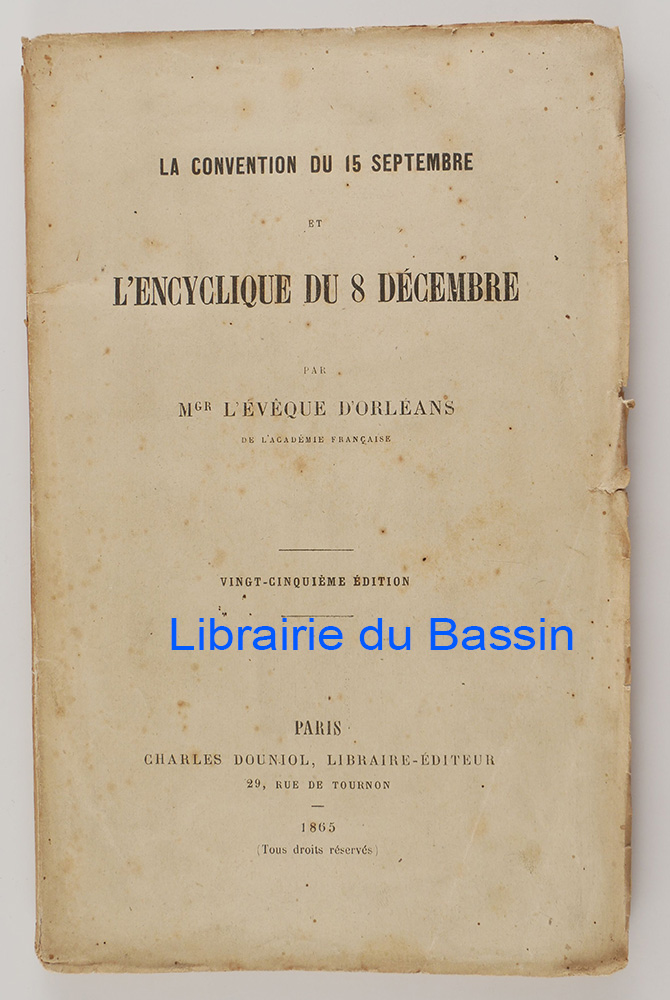 LA CONVENTION DU 15 SEPTEMBRE
ET
L'ENCYCLIQUE DU 8 DÉCEMBRE
PAR
MGR L'ÉVÊQUE D'ORLÉANS
DE L'ACADÉMIE FRANÇAISE
VINGT-CINQUIÈME ÉDITION
Librairie du Bassin
PARIS
CHARLES DOUNIOL, LIBRAIRE-ÉDITEUR
29, RUE DE TOURNON
1865
(Tous droits réservés)